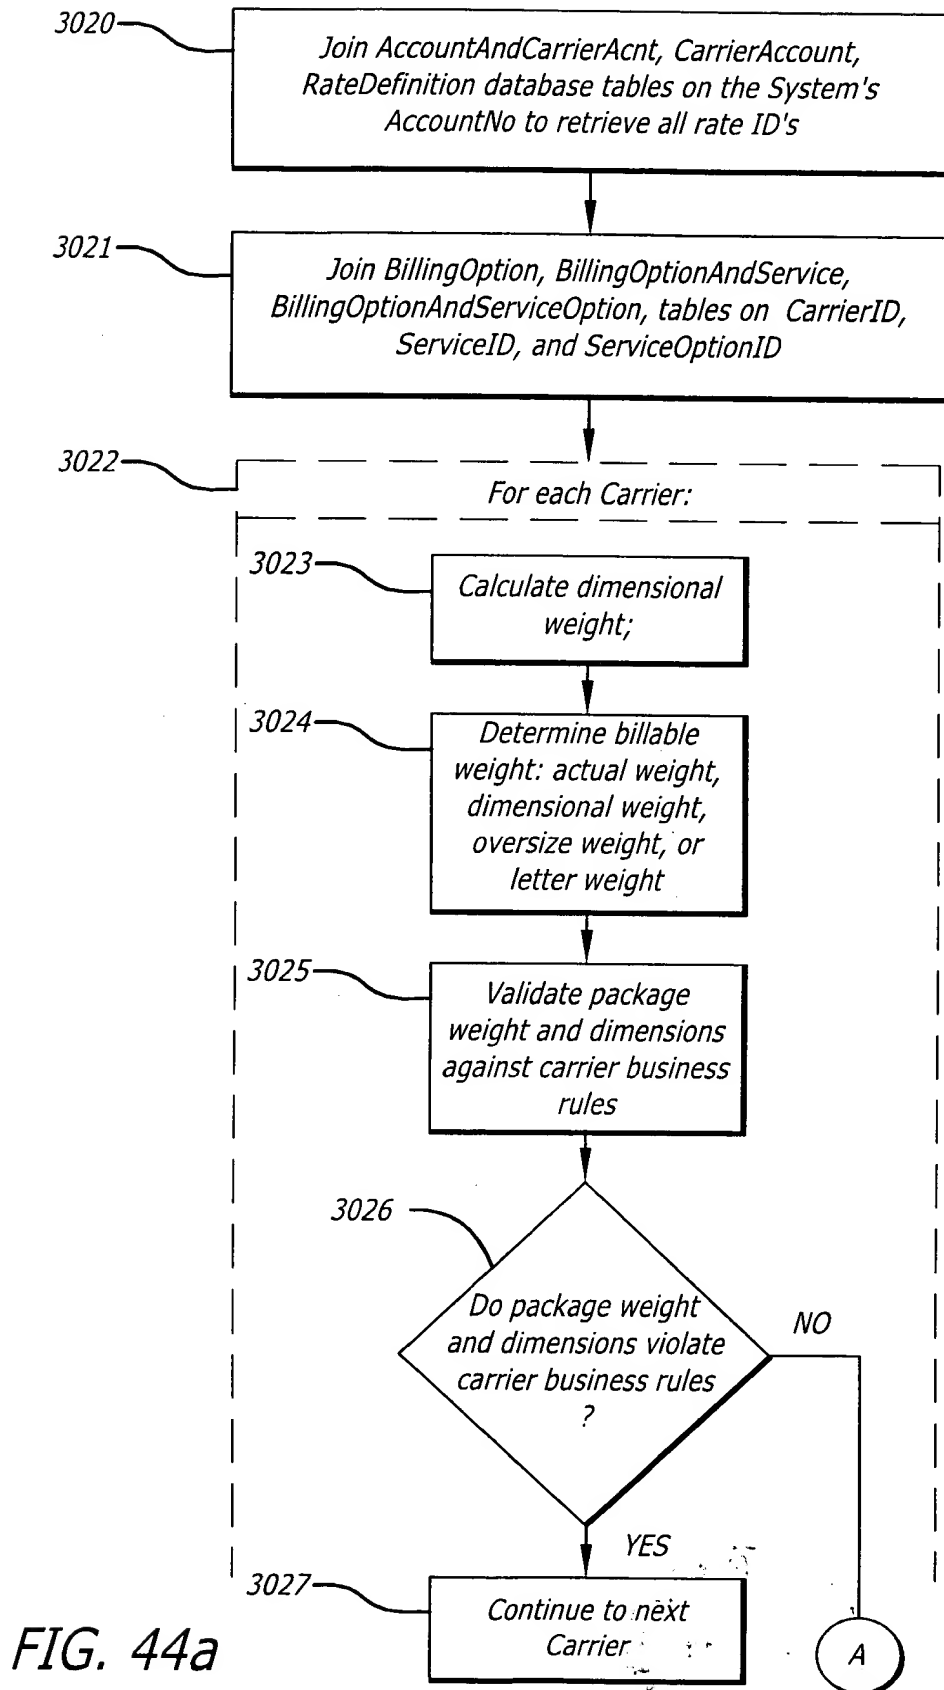 3020
Join AccountAndCarrierAcnt, CarrierAccount,
RateDefinition database tables on the System's
AccountNo to retrieve all rate ID's
3021
Join BillingOption, BillingOptionAndService,
BillingOptionAndServiceOption, tables on CarrierID,
ServiceID, and ServiceOptionID
3022
For each Carrier:
3023
Calculate dimensional
weight;
3024
Determine billable
weight: actual weight,
dimensional weight,
oversize weight, or
letter weight
3025
Validate package
weight and dimensions
against carrier business
rules
3026
Do package weight
and dimensions violate
carrier business rules
?
NO
YES
3027
Continue to next
Carrier
A
FIG. 44a